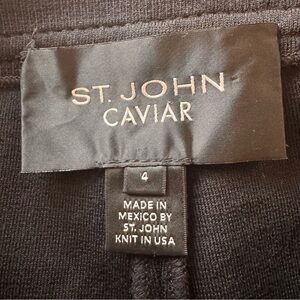 ST. JOHN
CAVIAR
4
MADE IN
MEXICO BY
ST. JOHN
KNIT IN USA